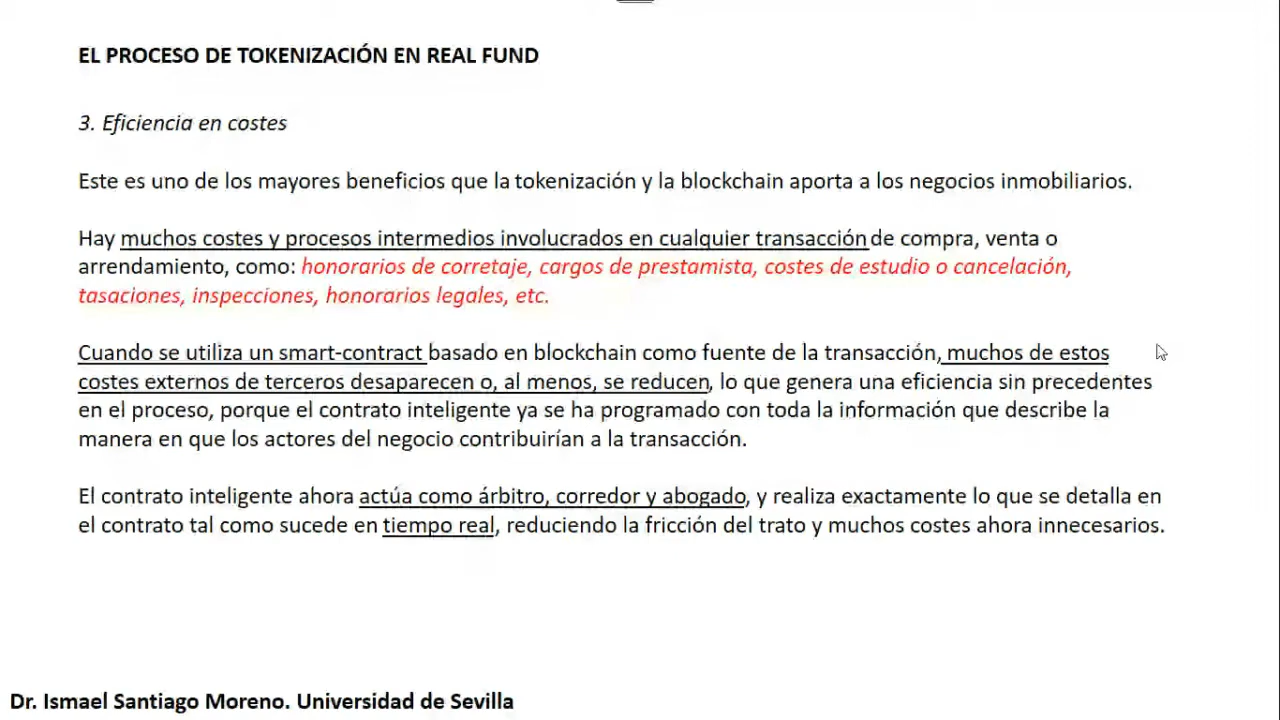 EL PROCESO DE TOKENIZACIÓN EN REAL FUND
3. Eficiencia en costes
Este es uno de los mayores beneficios que la tokenización y la blockchain aporta a los negocios inmobiliarios.
Hay muchos costes y procesos intermedios involucrados en cualquier transacción de compra, venta o
arrendamiento, como: honorarios de corretaje, cargos de prestamista, costes de estudio o cancelación,
tasaciones, inspecciones, honorarios legales, etc.
Cuando se utiliza un smart-contract basado en blockchain como fuente de la transacción, muchos de estos
costes externos de terceros desaparecen o, al menos, se reducen, lo que genera una eficiencia sin precedentes
en el proceso, porque el contrato inteligente ya se ha programado con toda la información que describe la
manera en que los actores del negocio contribuirían a la transacción.
El contrato inteligente ahora actúa como árbitro, corredor y abogado, y realiza exactamente lo que se detalla en
el contrato tal como sucede en tiempo real, reduciendo la fricción del trato y muchos costes ahora innecesarios.
Dr. Ismael Santiago Moreno. Universidad de Sevilla